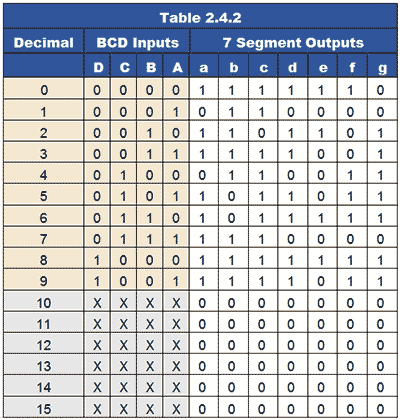 Table 2.4.2
Decimal BCD Inputs 7 Segment Outputs
D C B A a b c d e f g
0 0 0 0 0 1 1 1 1 1 1 0
1 0 0 0 1 0 1 1 0 0 0 0
2 0 0 1 0 1 1 0 1 1 0 1
3 0 0 1 1 1 1 1 1 0 0 1
4 0 1 0 0 0 1 1 0 0 1 1
5 0 1 0 1 1 0 1 1 0 1 1
6 0 1 1 0 1 0 1 1 1 1 1
7 0 1 1 1 1 1 1 0 0 0 0
8 1 0 0 0 1 1 1 1 1 1 1
9 1 0 0 1 1 1 1 1 0 1 1
10 X X X X 0 0 0 0 0 0 0
11 X X X X 0 0 0 0 0 0 0
12 X X X X 0 0 0 0 0 0 0
13 X X X X 0 0 0 0 0 0 0
14 X X X X 0 0 0 0 0 0 0
15 X X X X 0 0 0 0 0 0 0